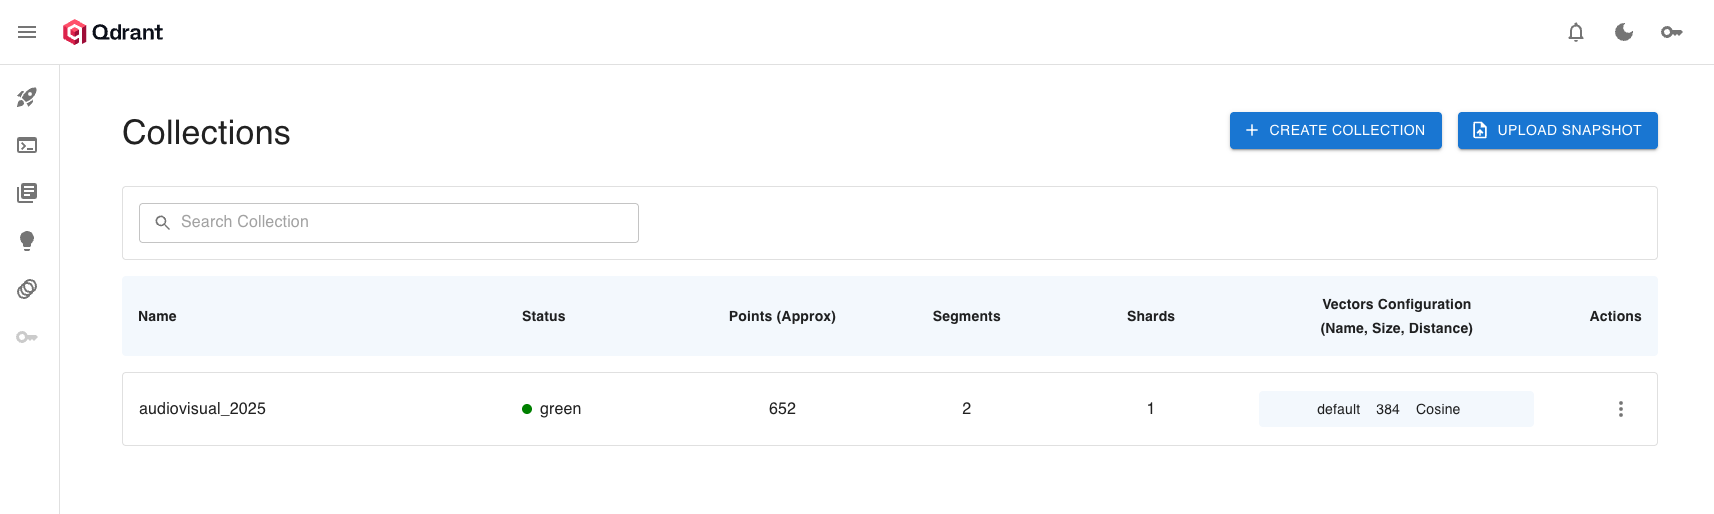 Qdrant
Collections
CREATE COLLECTION
UPLOAD SNAPSHOT
Search Collection
Name Status Points (Approx) Segments Shards Vectors Configuration (Name, Size, Distance) Actions
audiovisual_2025 green 652 2 1 default 384 Cosine